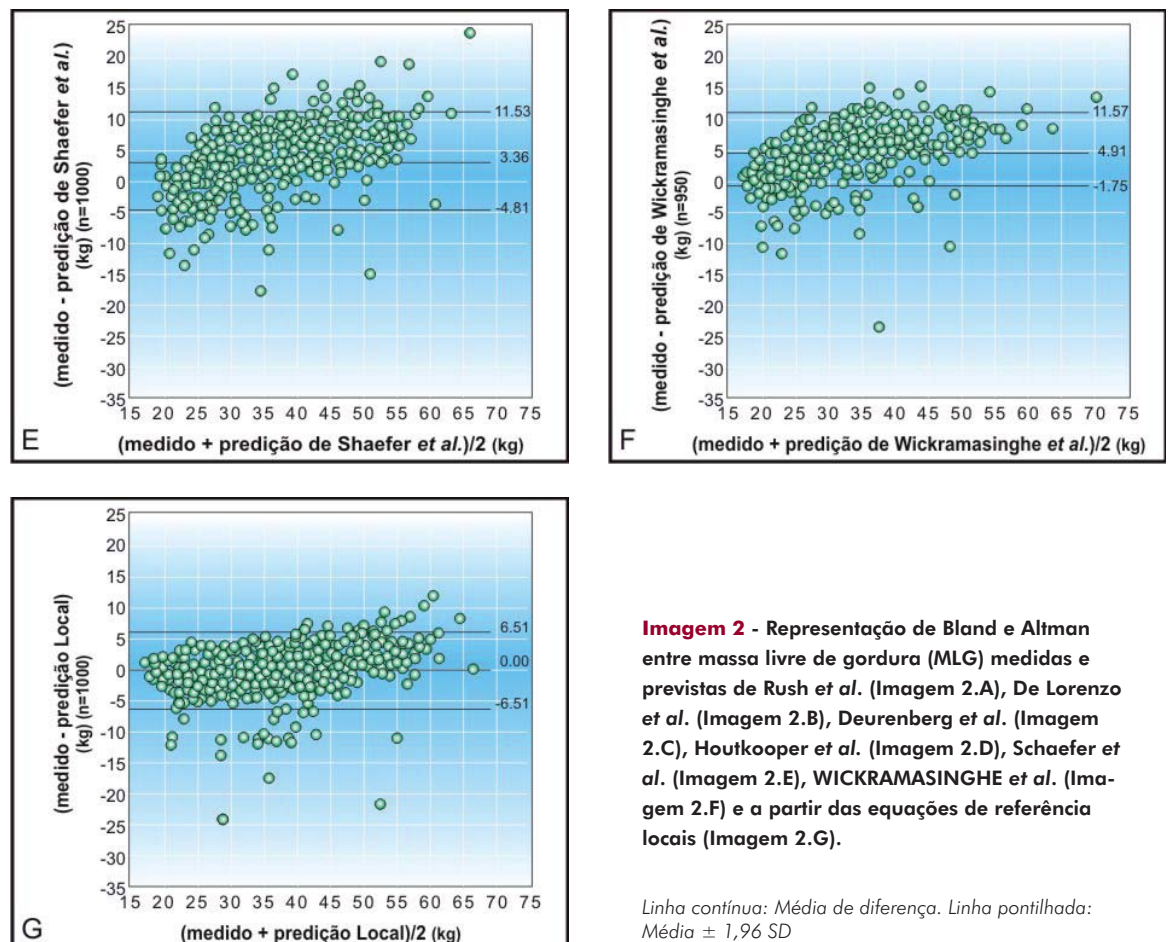 (medido - predição de Shaefer et al.)
(kg) (n=1000)
25
20
15
10
5
0
-5
-10
-15
-20
-25
-30
-35
11.53
3.36
-4.81
15 20 25 30 35 40 45 50 55 60 65 70 75
E
(medido + predição de Shaefer et al.)/2 (kg)
(medido - predição de Wickramasinghe et al.)
(kg) (n=950)
25
20
15
10
5
0
-5
-10
-15
-20
-25
-30
-35
11.57
4.91
-1.75
15 20 25 30 35 40 45 50 55 60 65 70 75
F
(medido + predição de Wickramasinghe et al.)/2 (kg)
(medido - predição Local)
(kg) (n=1000)
25
20
15
10
5
0
-5
-10
-15
-20
-25
-30
-35
6.51
0.00
-6.51
15 20 25 30 35 40 45 50 55 60 65 70 75
G
(medido + predição Local)/2 (kg)
Imagem 2 - Representação de Bland e Altman
entre massa livre de gordura (MLG) medidas e
previstas de Rush et al. (Imagem 2.A), De Lorenzo
et al. (Imagem 2.B), Deurenberg et al. (Imagem
2.C), Houtkooper et al. (Imagem 2.D), Schaefer et
al. (Imagem 2.E), WICKRAMASINGHE et al. (Ima-
gem 2.F) e a partir das equações de referência
locais (Imagem 2.G).
Linha contínua: Média de diferença. Linha pontilhada:
Média ± 1,96 SD